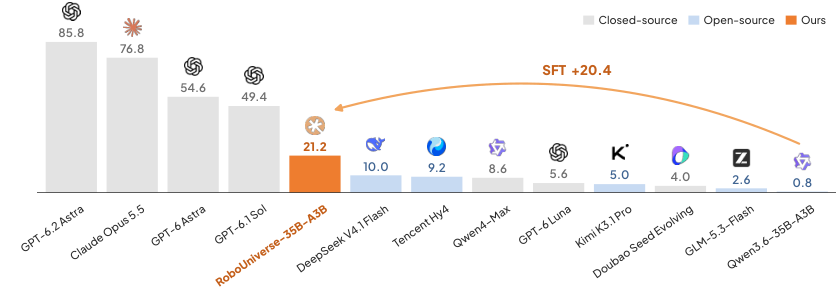 Closed-source Open-source Ours
SFT +20.4
85.8
76.8
54.6
49.4
21.2
10.0
9.2
8.6
5.6
5.0
4.0
2.6
0.8
GPT-6.2 Astra
Claude Opus 5.5
GPT-6 Astra
GPT-6.1 Sol
RoboUniverse-35B-A3B
DeepSeek V4.1 Flash
Tencent Hy4
Qwen4-Max
GPT-6 Luna
Kimi K3.1 Pro
Doubao Seed Evolving
GLM-5.3-Flash
Qwen3.6-35B-A3B